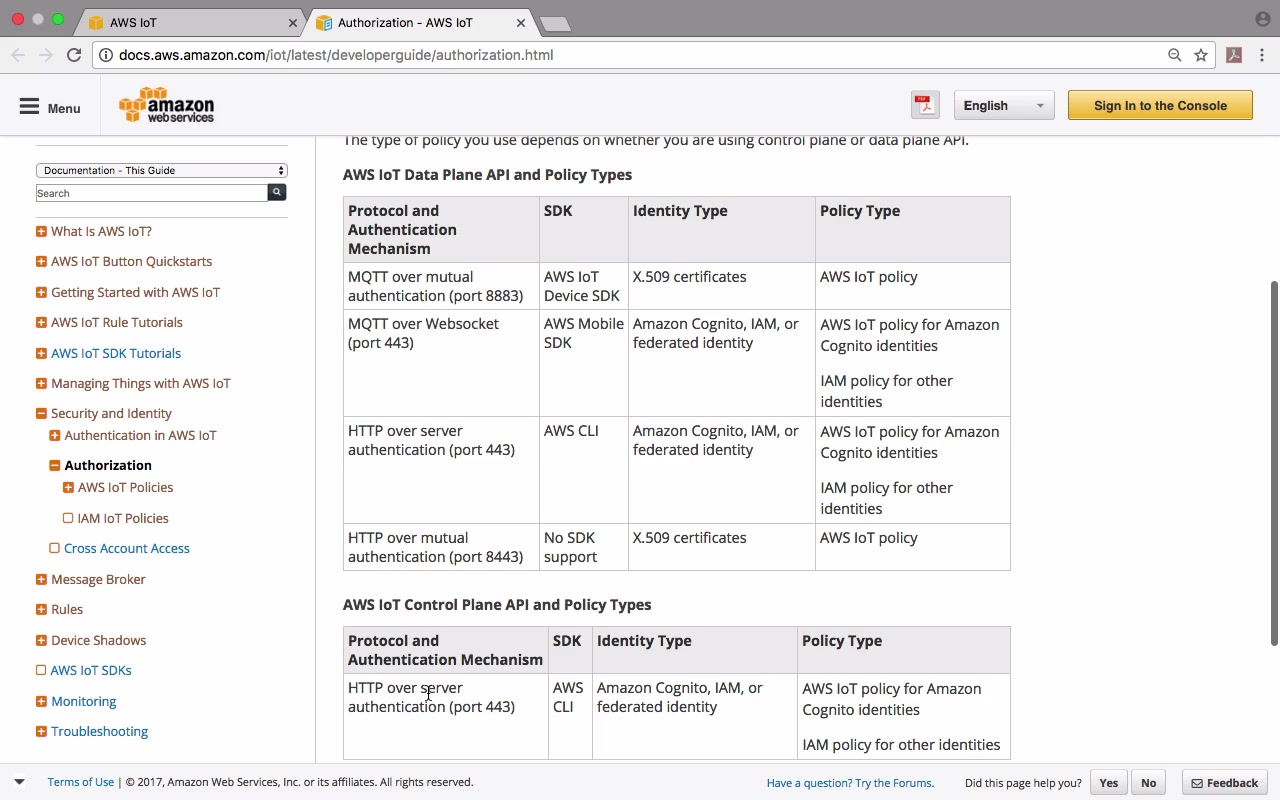 AWS IoT
Authorization - AWS IoT
docs.aws.amazon.com/iot/latest/developerguide/authorization.html
Menu
amazon
web services
English
Sign In to the Console
Documentation - This Guide
Search
What Is AWS IoT?
AWS IoT Button Quickstarts
Getting Started with AWS IoT
AWS IoT Rule Tutorials
AWS IoT SDK Tutorials
Managing Things with AWS IoT
Security and Identity
Authentication in AWS IoT
Authorization
AWS IoT Policies
IAM IoT Policies
Cross Account Access
Message Broker
Rules
Device Shadows
AWS IoT SDKs
Monitoring
Troubleshooting
The type of policy you use depends on whether you are using control plane or data plane API.
AWS IoT Data Plane API and Policy Types
Protocol and
Authentication
Mechanism
SDK
Identity Type
Policy Type
MQTT over mutual
authentication (port 8883)
AWS IoT
Device SDK
X.509 certificates
AWS IoT policy
MQTT over Websocket
(port 443)
AWS Mobile
SDK
Amazon Cognito, IAM, or
federated identity
AWS IoT policy for Amazon
Cognito identities
IAM policy for other
identities
HTTP over server
authentication (port 443)
AWS CLI
Amazon Cognito, IAM, or
federated identity
AWS IoT policy for Amazon
Cognito identities
IAM policy for other
identities
HTTP over mutual
authentication (port 8443)
No SDK
support
X.509 certificates
AWS IoT policy
AWS IoT Control Plane API and Policy Types
Protocol and
Authentication Mechanism
SDK
Identity Type
Policy Type
HTTP over server
authentication (port 443)
AWS
CLI
Amazon Cognito, IAM, or
federated identity
AWS IoT policy for Amazon
Cognito identities
IAM policy for other identities
Terms of Use | © 2017, Amazon Web Services, Inc. or its affiliates. All rights reserved.
Have a question? Try the Forums.
Did this page help you?
Yes
No
Feedback